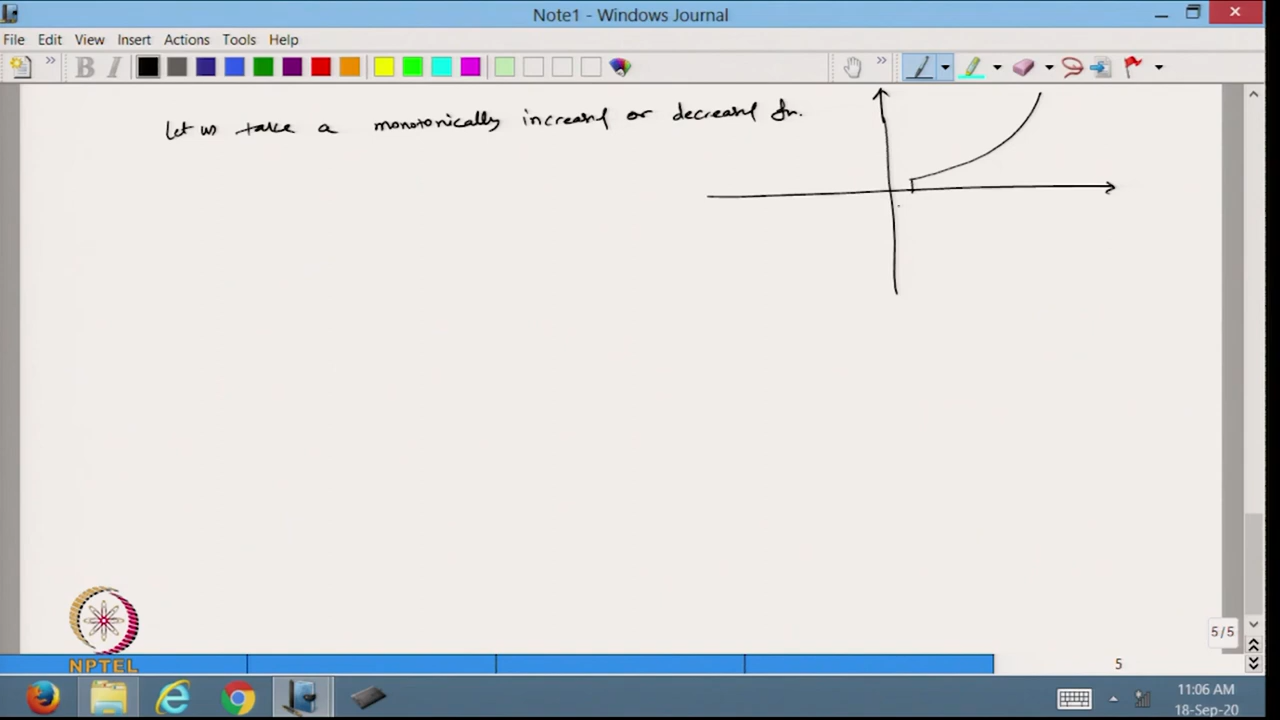 Note1 - Windows Journal
File Edit View Insert Actions Tools Help
Let us take a monotonically increasing or decreasing fn.
5/5
NPTEL
5
11:06 AM
18-Sep-20